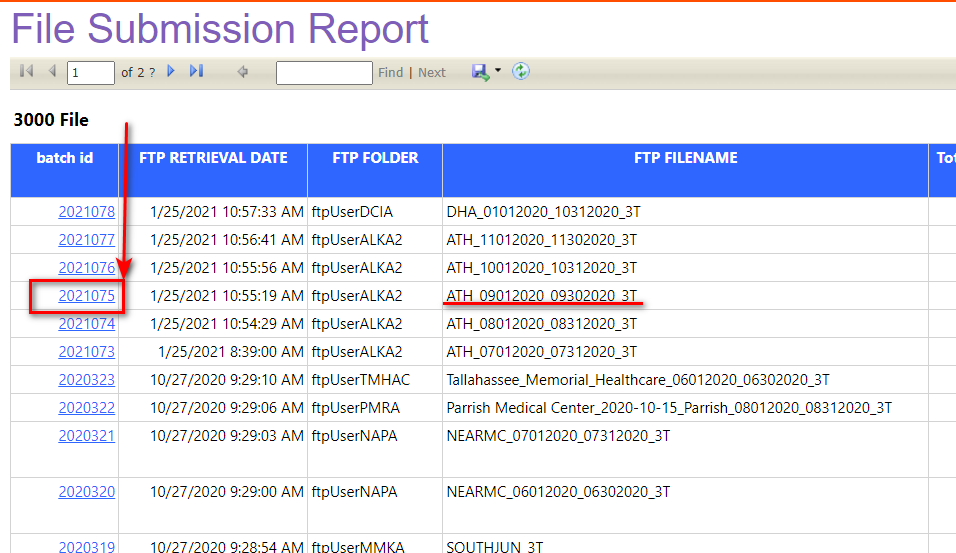 File Submission Report
1 of 2 ? Find | Next
3000 File
batch id FTP RETRIEVAL DATE FTP FOLDER FTP FILENAME Tot
2021078 1/25/2021 10:57:33 AM ftpUserDCIA DHA_01012020_10312020_3T
2021077 1/25/2021 10:56:41 AM ftpUserALKA2 ATH_11012020_11302020_3T
2021076 1/25/2021 10:55:56 AM ftpUserALKA2 ATH_10012020_10312020_3T
2021075 1/25/2021 10:55:19 AM ftpUserALKA2 ATH_09012020_09302020_3T
2021074 1/25/2021 10:54:29 AM ftpUserALKA2 ATH_08012020_08312020_3T
2021073 1/25/2021 8:39:00 AM ftpUserALKA2 ATH_07012020_07312020_3T
2020323 10/27/2020 9:29:10 AM ftpUserTMHAC Tallahassee_Memorial_Healthcare_06012020_06302020_3T
2020322 10/27/2020 9:29:06 AM ftpUserPMRA Parrish Medical Center_2020-10-15_Parrish_08012020_08312020_3T
2020321 10/27/2020 9:29:03 AM ftpUserNAPA NEARMC_07012020_07312020_3T
2020320 10/27/2020 9:29:00 AM ftpUserNAPA NEARMC_06012020_06302020_3T
2020319 10/27/2020 9:28:54 AM ftpUserMMKA SOUTHJUN_3T